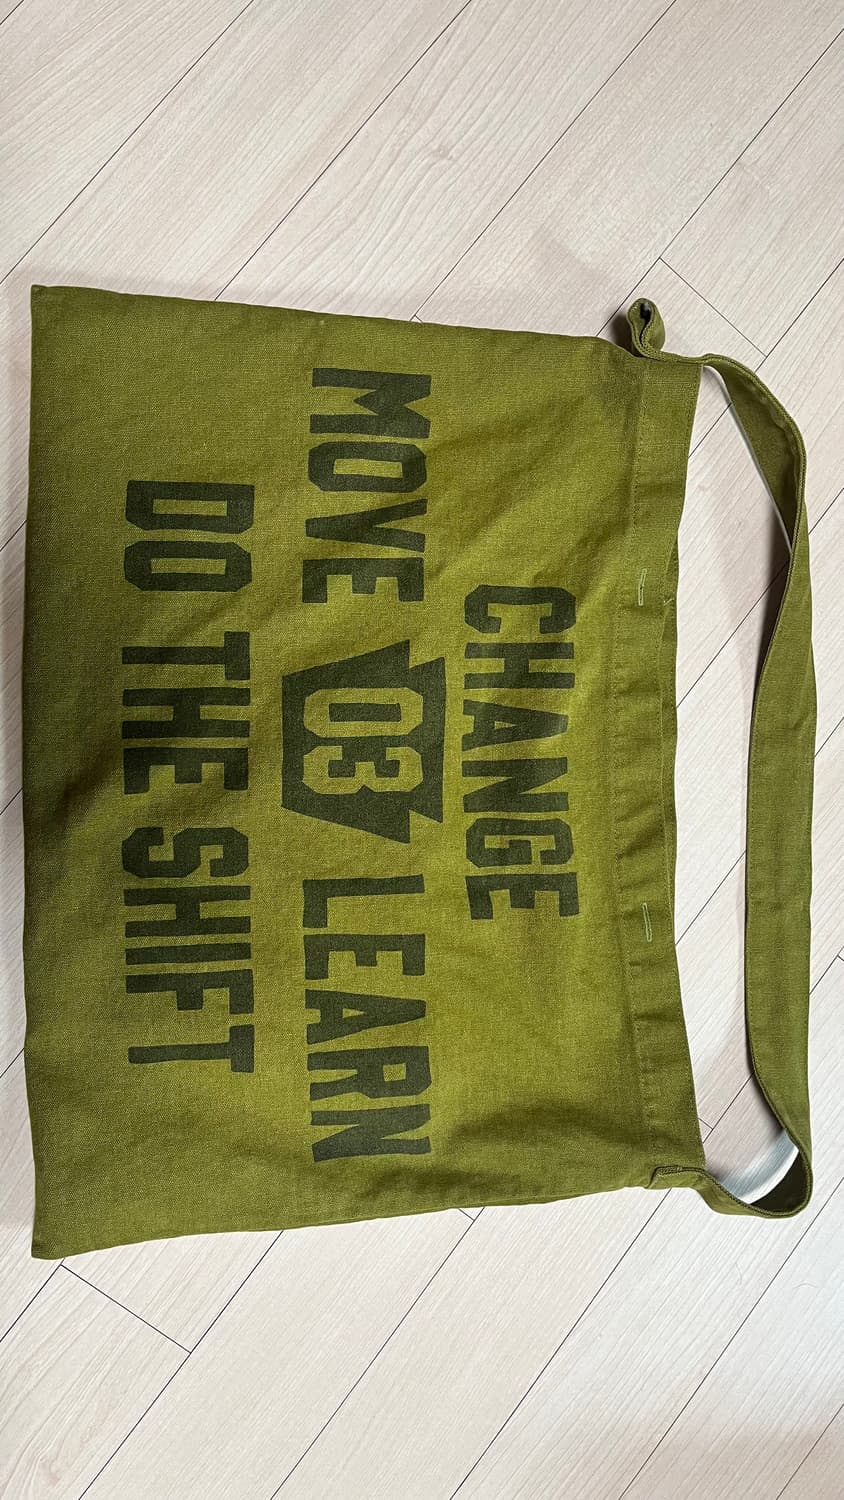 CHANGE
MOVE 03 LEARN
DO THE SHIFT